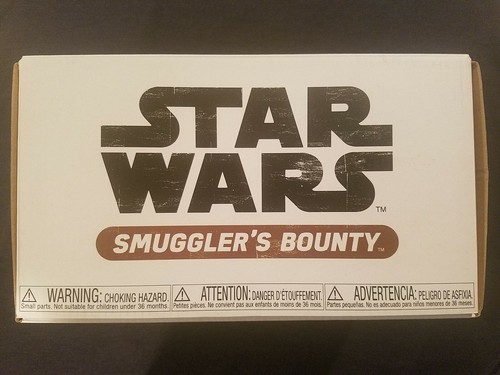 STAR
WARS
TM
SMUGGLER'S BOUNTY
TM
WARNING: CHOKING HAZARD.
Small parts. Not suitable for children under 36 months.
ATTENTION: DANGER D'ÉTOUFFEMENT.
Petites pièces. Ne convient pas aux enfants de moins de 36 mois.
ADVERTENCIA: PELIGRO DE ASFIXIA.
Partes pequeñas. No es adecuado para niños menores de 36 meses.